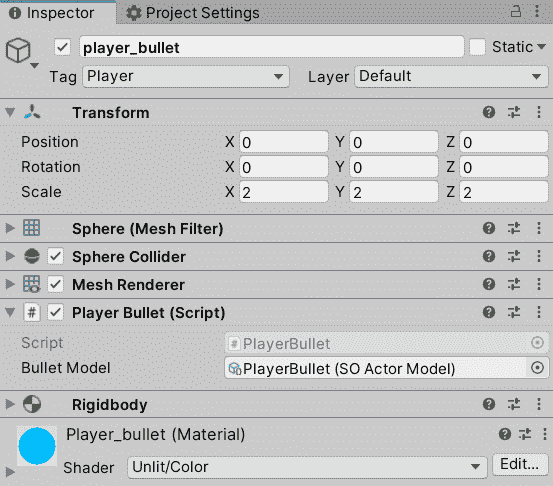 Inspector Project Settings
player_bullet Static
Tag Player Layer Default
Transform
Position X 0 Y 0 Z 0
Rotation X 0 Y 0 Z 0
Scale X 2 Y 2 Z 2
Sphere (Mesh Filter)
Sphere Collider
Mesh Renderer
# Player Bullet (Script)
Script # PlayerBullet
Bullet Model PlayerBullet (SO Actor Model)
Rigidbody
Player_bullet (Material)
Shader Unlit/Color Edit...